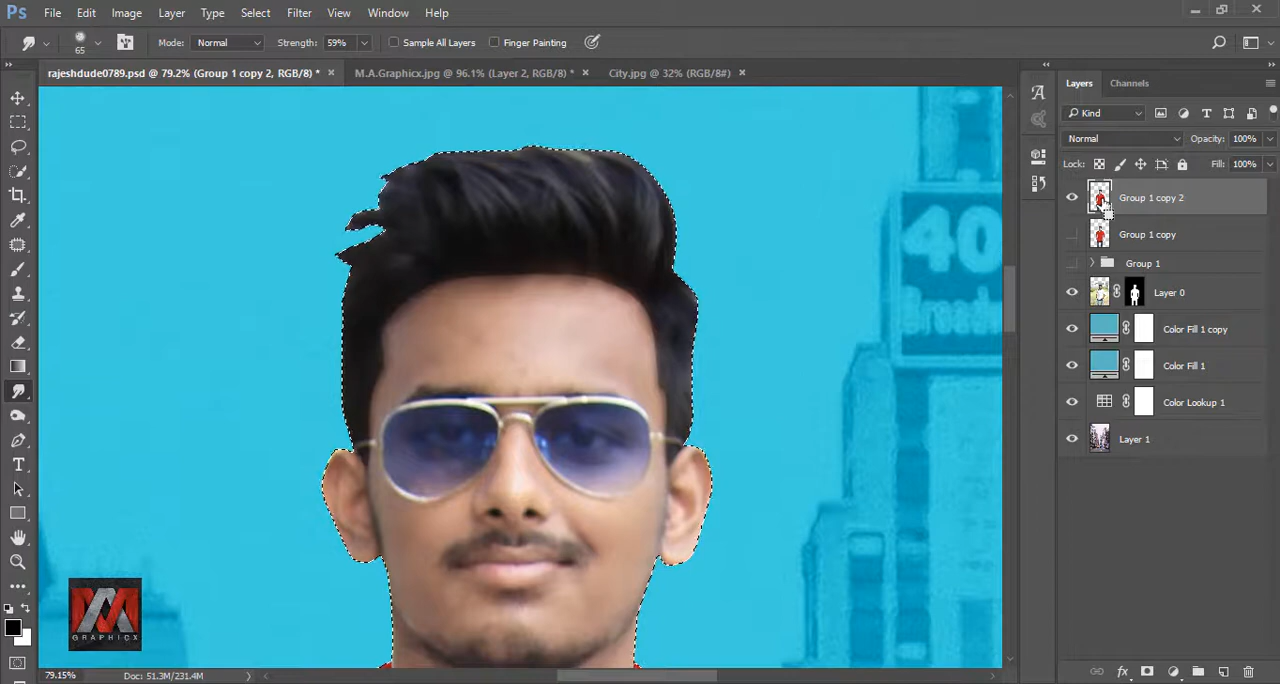 Ps File Edit Image Layer Type Select Filter View Window Help
65 Mode: Normal Strength: 59% Sample All Layers Finger Painting
rajeshdude0789.psd @ 79.2% (Group 1 copy 2, RGB/8) * × M.A.Graphicx.jpg @ 96.1% (Layer 2, RGB/8) * × City.jpg @ 32% (RGB/8#) ×
Layers Channels
Kind
Normal Opacity: 100%
Lock: Fill: 100%
Group 1 copy 2
Group 1 copy
Group 1
Layer 0
Color Fill 1 copy
Color Fill 1
Color Lookup 1
Layer 1
40
GRAPHICX
79.15% Doc: 51.3M/231.4M
fx